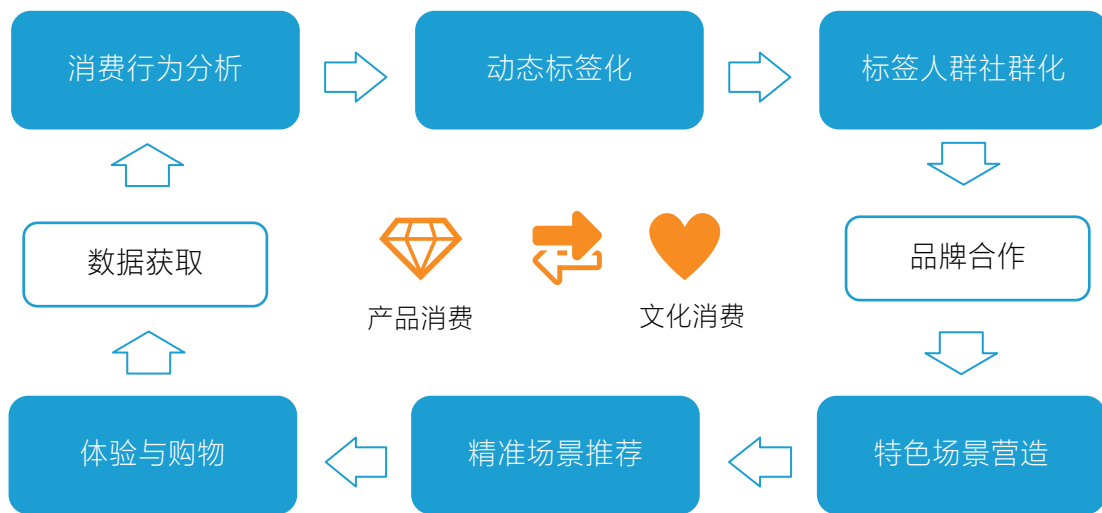 消费行为分析
动态标签化
标签人群社群化
数据获取
品牌合作
产品消费
文化消费
体验与购物
精准场景推荐
特色场景营造